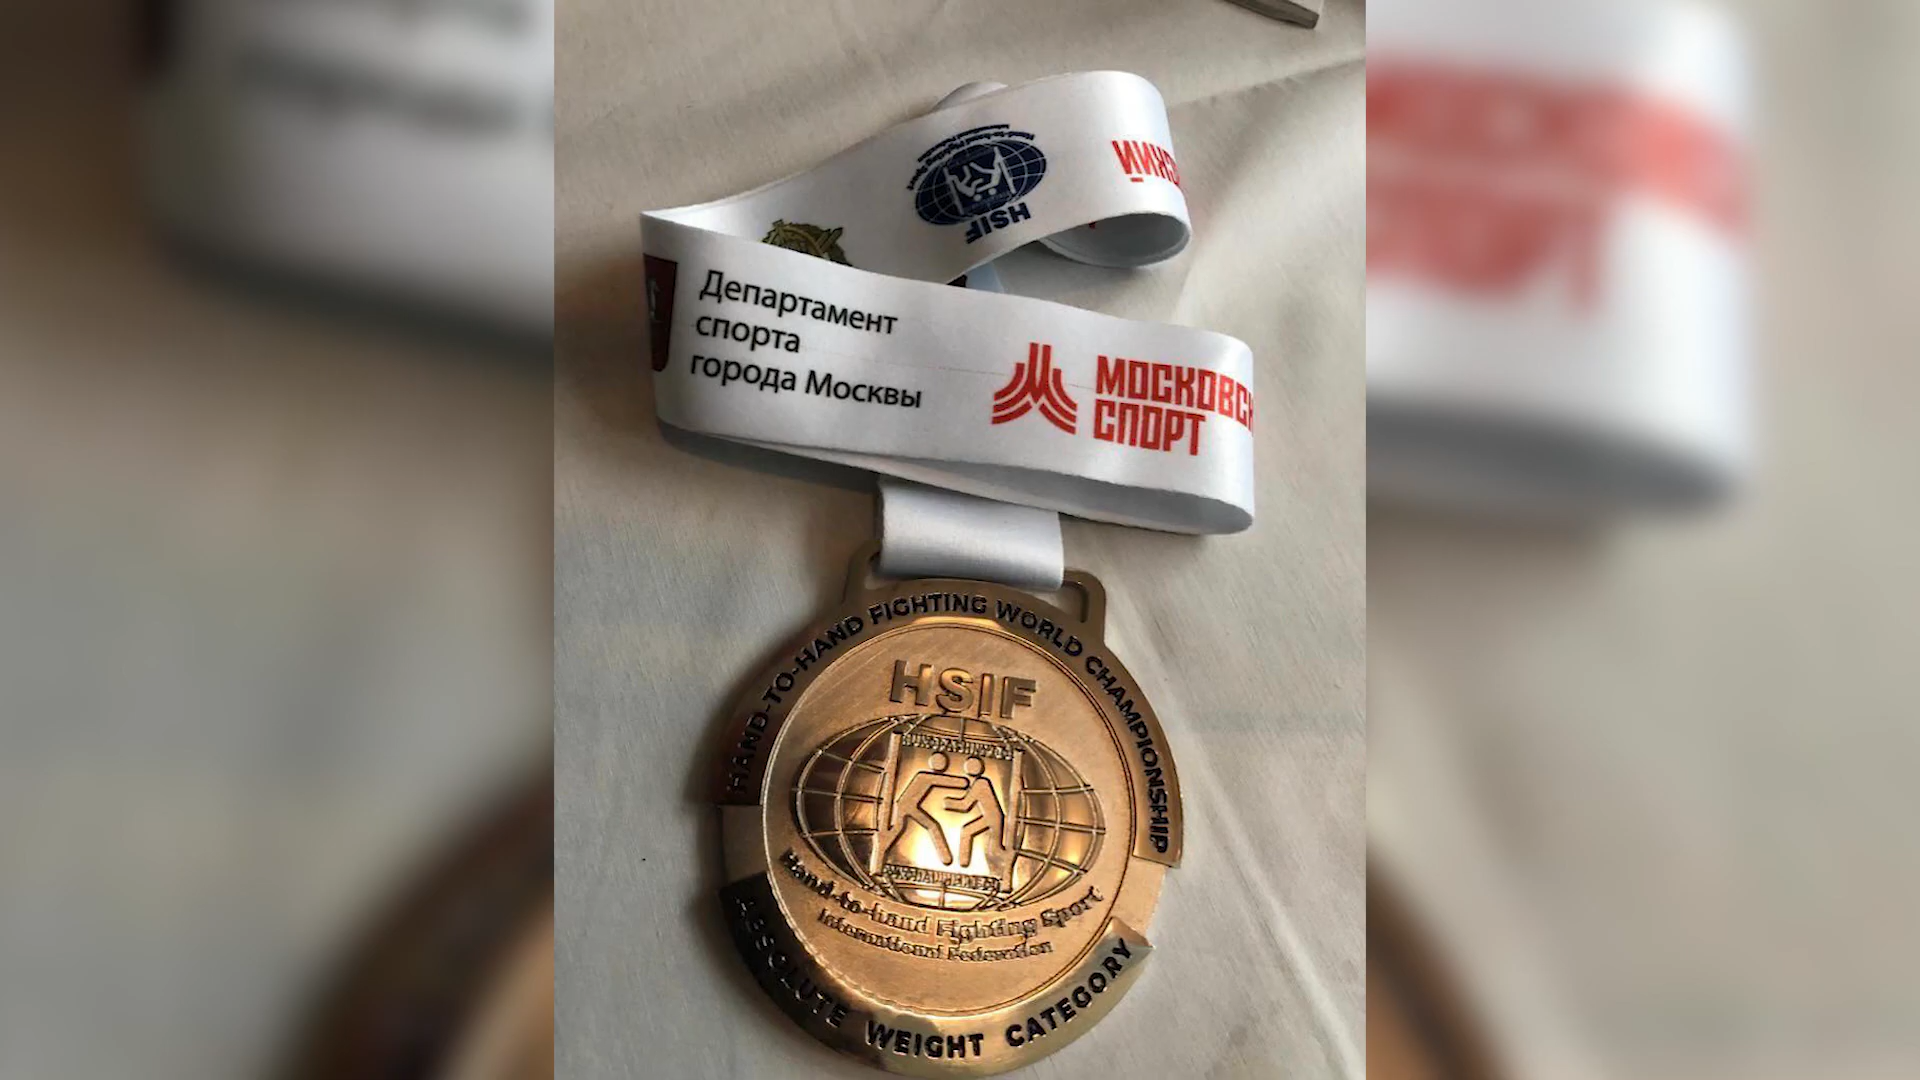 HSIF
СКИЙ
Департамент
спорта
города Москвы
МОСКОВСК
СПОРТ
HAND-TO-HAND FIGHTING WORLD CHAMPIONSHIP
HSIF
Hand-to-hand Fighting Sport
International Federation
ABSOLUTE WEIGHT CATEGORY